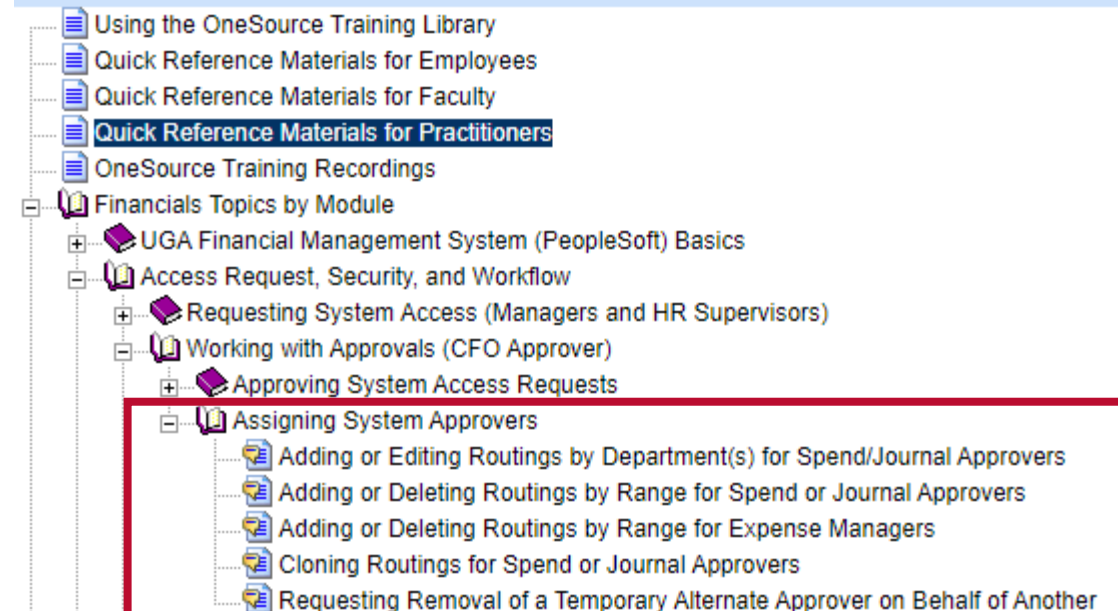 Using the OneSource Training Library
Quick Reference Materials for Employees
Quick Reference Materials for Faculty
Quick Reference Materials for Practitioners
OneSource Training Recordings
Financials Topics by Module
UGA Financial Management System (PeopleSoft) Basics
Access Request, Security, and Workflow
Requesting System Access (Managers and HR Supervisors)
Working with Approvals (CFO Approver)
Approving System Access Requests
Assigning System Approvers
Adding or Editing Routings by Department(s) for Spend/Journal Approvers
Adding or Deleting Routings by Range for Spend or Journal Approvers
Adding or Deleting Routings by Range for Expense Managers
Cloning Routings for Spend or Journal Approvers
Requesting Removal of a Temporary Alternate Approver on Behalf of Another